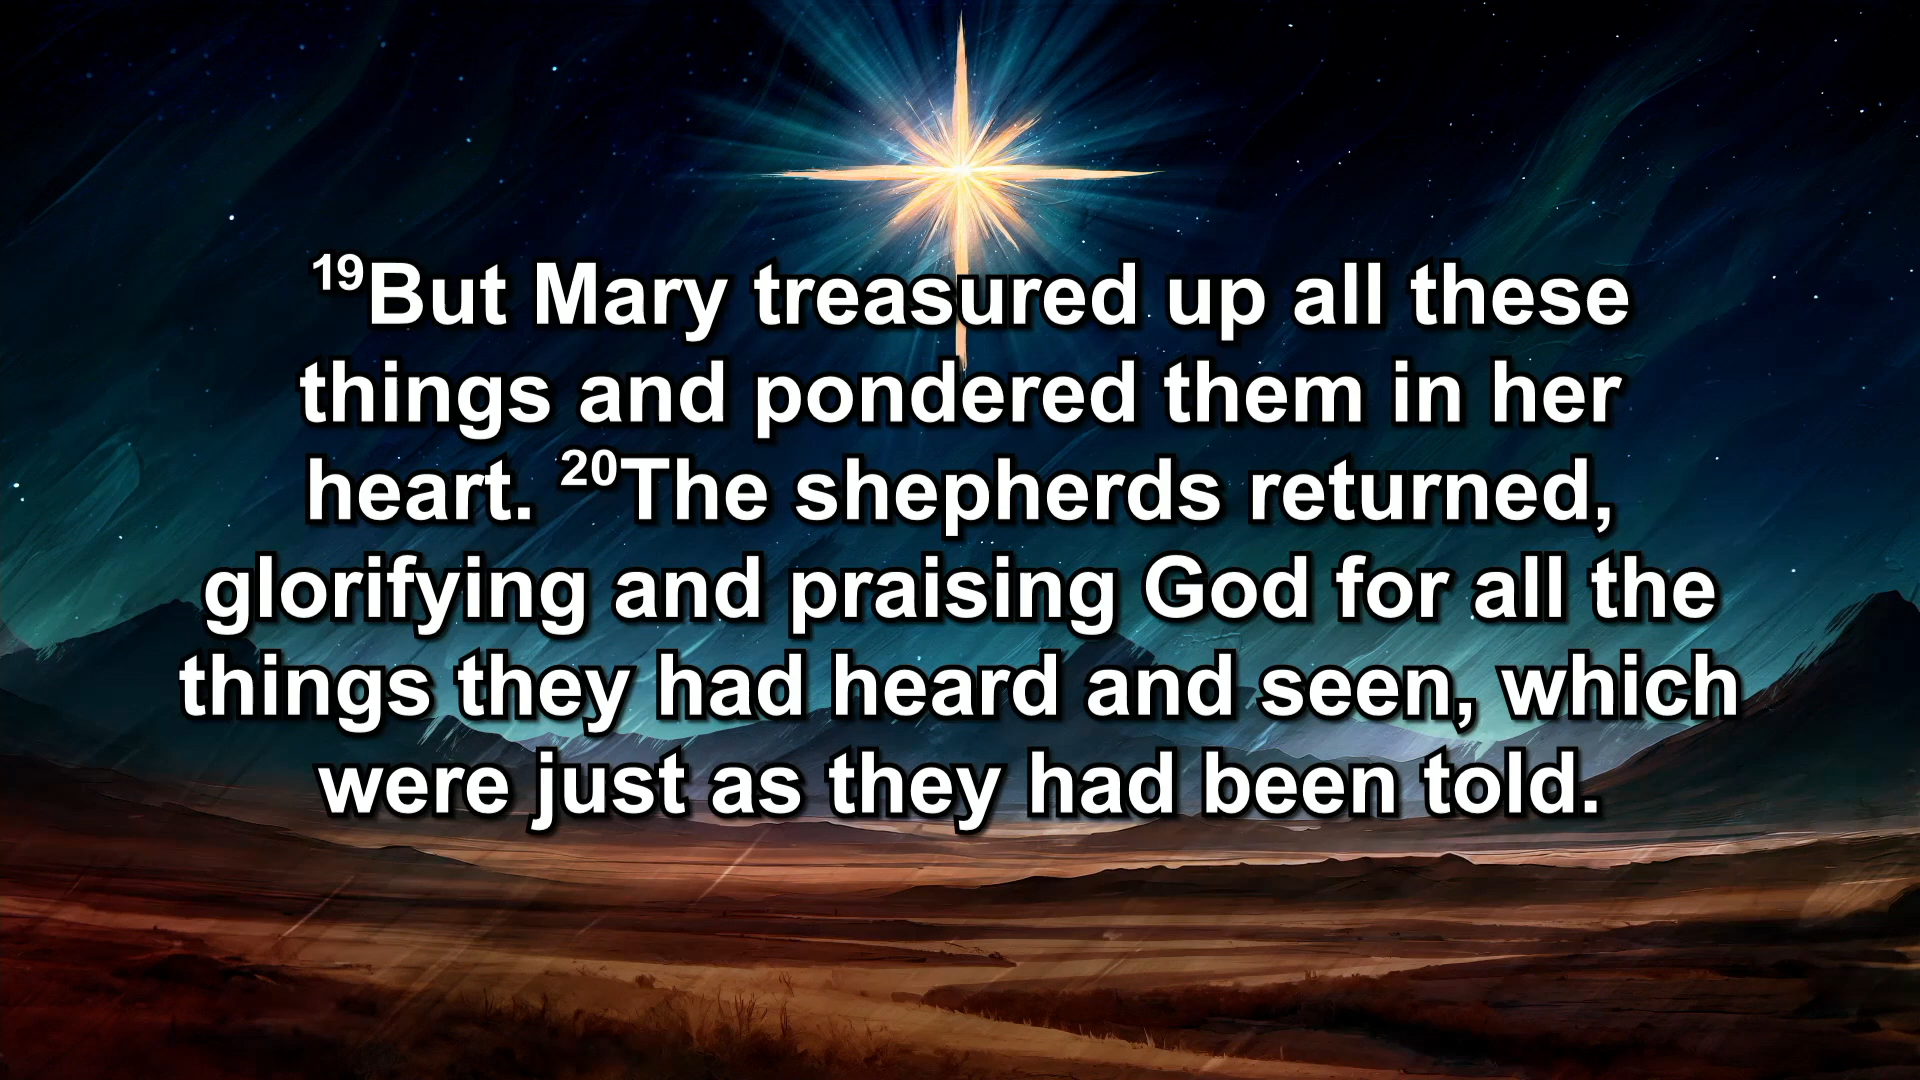 19But Mary treasured up all these
things and pondered them in her
heart. 20The shepherds returned,
glorifying and praising God for all the
things they had heard and seen, which
were just as they had been told.